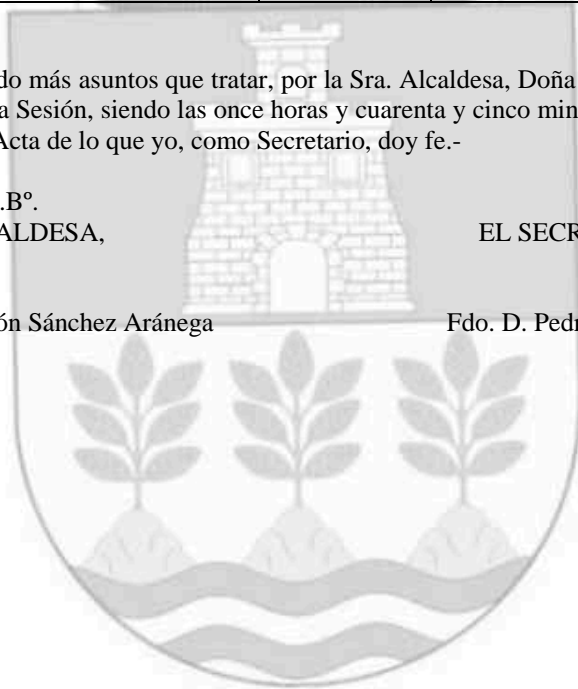 do más asuntos que tratar, por la Sra. Alcaldesa, Doña
a Sesión, siendo las once horas y cuarenta y cinco min
Acta de lo que yo, como Secretario, doy fe.-
.Bº.
ALDESA, EL SECR
ón Sánchez Aránega Fdo. D. Pedr